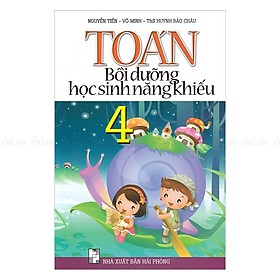 NGUYỄN TIẾN - VÕ MINH - ThS HUỲNH BẢO CHÂU
TOÁN
Bồi dưỡng
học sinh năng khiếu
4
NHÀ XUẤT BẢN HẢI PHÒNG